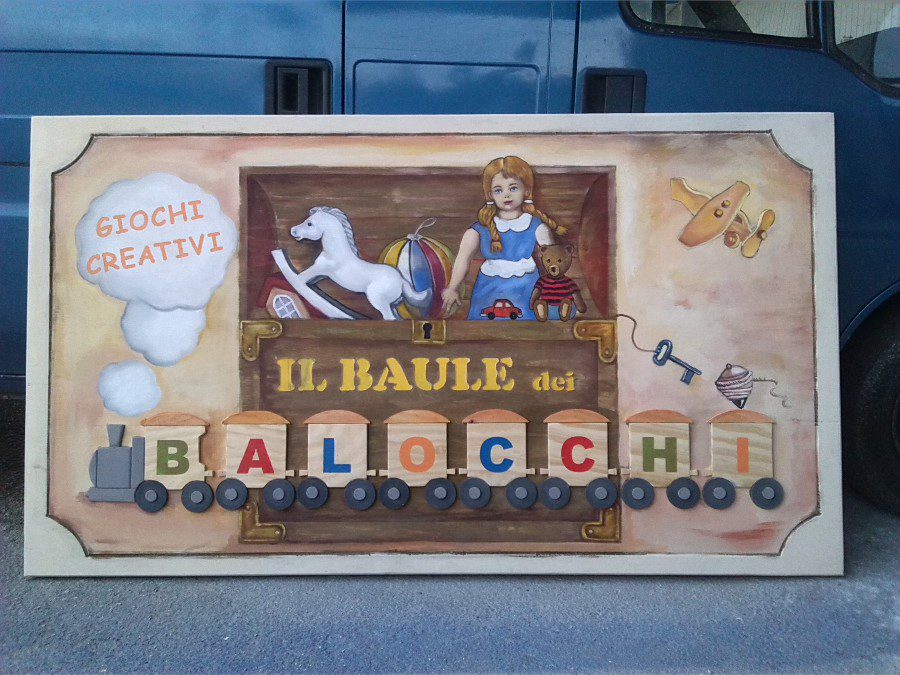 GIOCHI
CREATIVI
IL BAULE dei
BALOCCHI